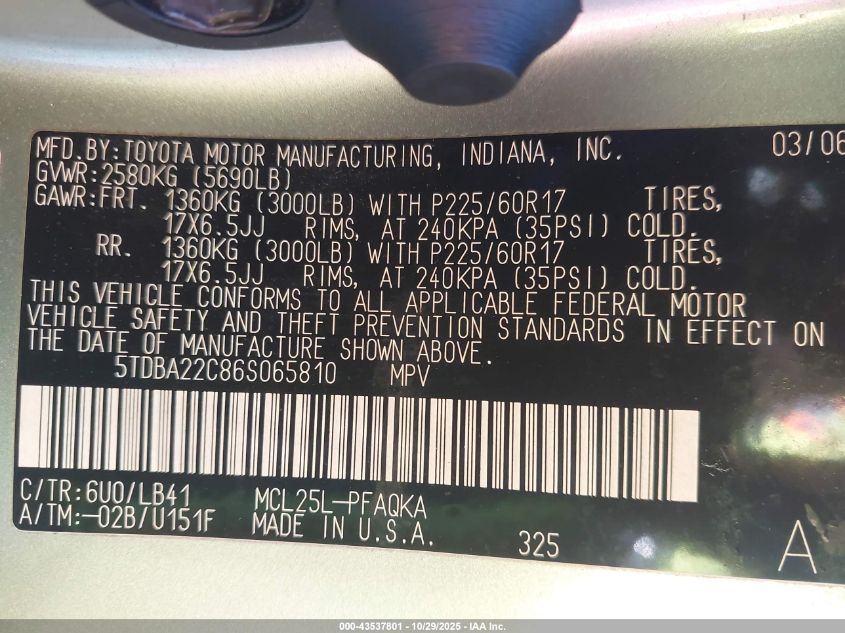 MFD.BY:TOYOTA MOTOR MANUFACTURING, INDIANA, INC. 03/06
GVWR:2580KG (5690LB)
GAWR:FRT. 1360KG (3000LB) WITH P225/60R17 TIRES,
17X6.5JJ RIMS, AT 240KPA (35PSI) COLD.
RR. 1360KG (3000LB) WITH P225/60R17 TIRES,
17X6.5JJ RIMS, AT 240KPA (35PSI) COLD.
THIS VEHICLE CONFORMS TO ALL APPLICABLE FEDERAL MOTOR
VEHICLE SAFETY AND THEFT PREVENTION STANDARDS IN EFFECT ON
THE DATE OF MANUFACTURE SHOWN ABOVE.
5TDBA22C86S065810 MPV
C/TR:6U0/LB41 MCL25L-PFAQKA
A/TM:-02B/U151F MADE IN U.S.A. 325 A
000-43537801 - 10/29/2025 - IAA Inc.